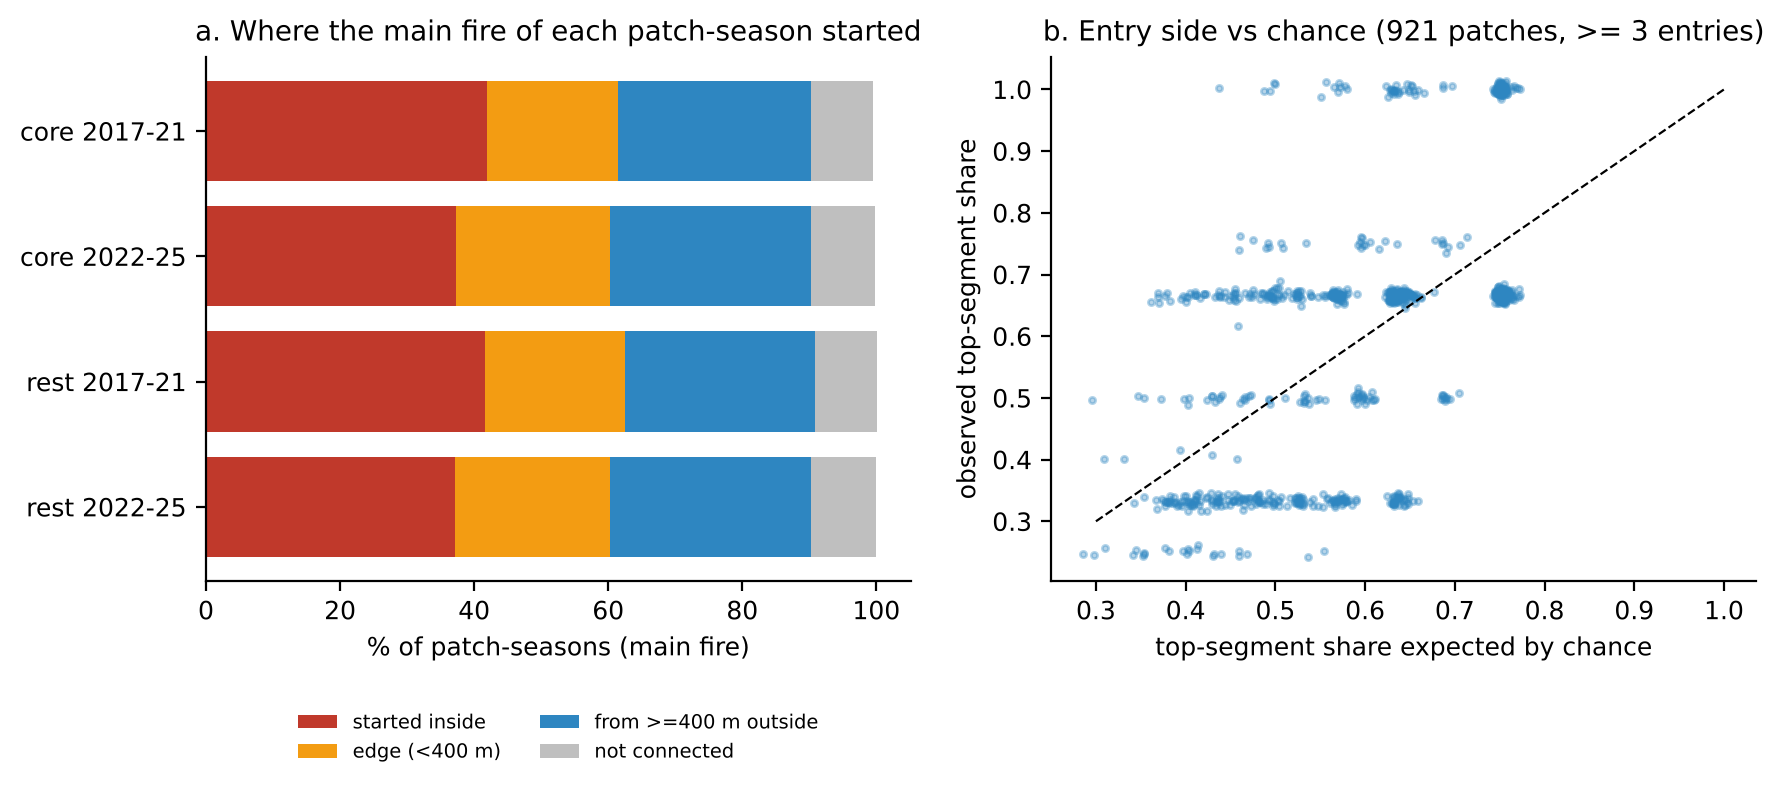 a. Where the main fire of each patch-season started
core 2017-21
core 2022-25
rest 2017-21
rest 2022-25
0 20 40 60 80 100
% of patch-seasons (main fire)
started inside
edge (<400 m)
from >=400 m outside
not connected
b. Entry side vs chance (921 patches, >= 3 entries)
observed top-segment share
1.0
0.9
0.8
0.7
0.6
0.5
0.4
0.3
0.3 0.4 0.5 0.6 0.7 0.8 0.9 1.0
top-segment share expected by chance